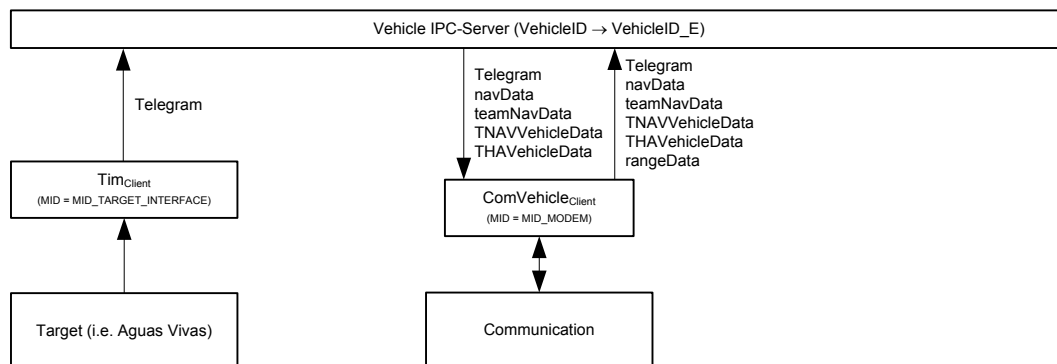 Vehicle IPC-Server (VehicleID → VehicleID_E)
Telegram
Telegram
navData
teamNavData
TNAVVehicleData
THAVehicleData
Telegram
navData
teamNavData
TNAVVehicleData
THAVehicleData
rangeData
TimClient
(MID = MID_TARGET_INTERFACE)
ComVehicleClient
(MID = MID_MODEM)
Target (i.e. Aguas Vivas)
Communication